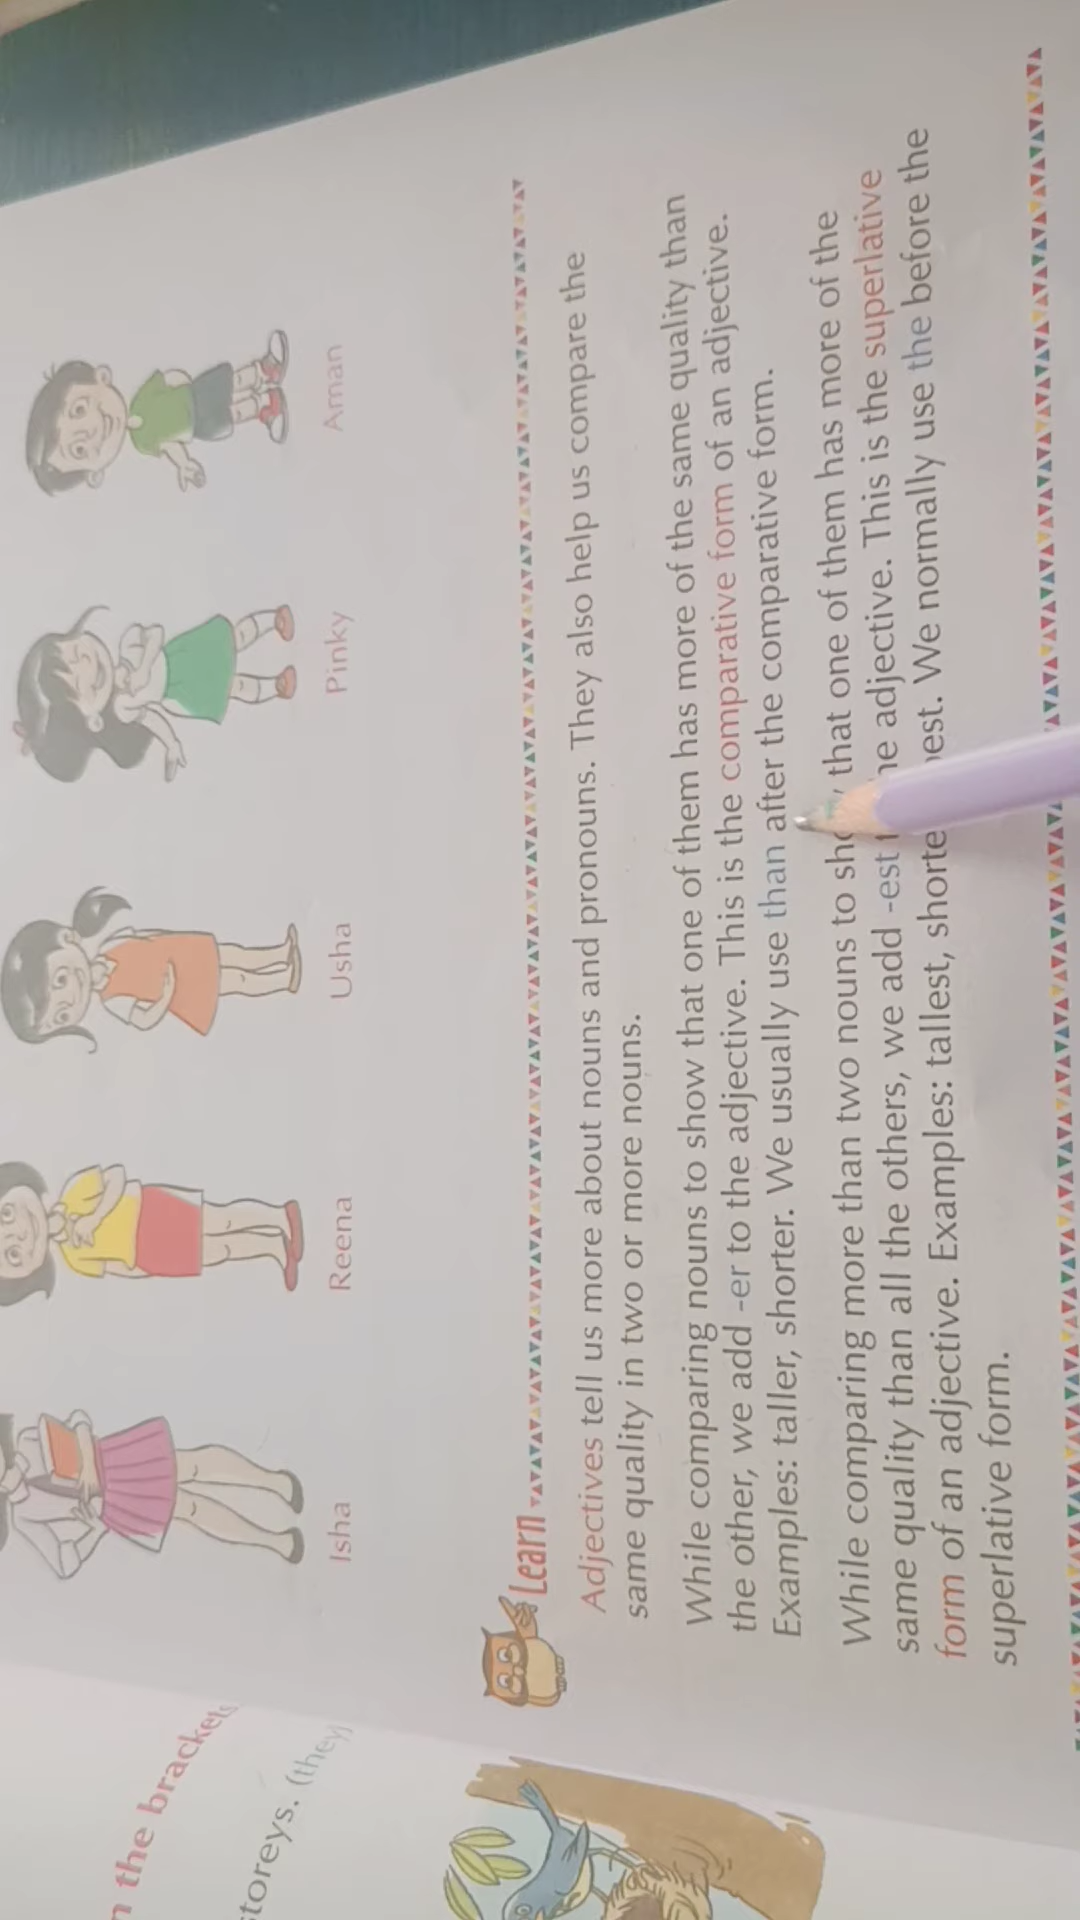 Isha Reena Usha Pinky Aman
Learn
Adjectives tell us more about nouns and pronouns. They also help us compare the
same quality in two or more nouns.
While comparing nouns to show that one of them has more of the same quality than
the other, we add -er to the adjective. This is the comparative form of an adjective.
Examples: taller, shorter. We usually use than after the comparative form.
While comparing more than two nouns to that one of them has more of the
same quality than all the others, we add -est adjective. This is the superlative
form of an adjective. Examples: tallest, We normally use the before the
superlative form.
the brackets
(they